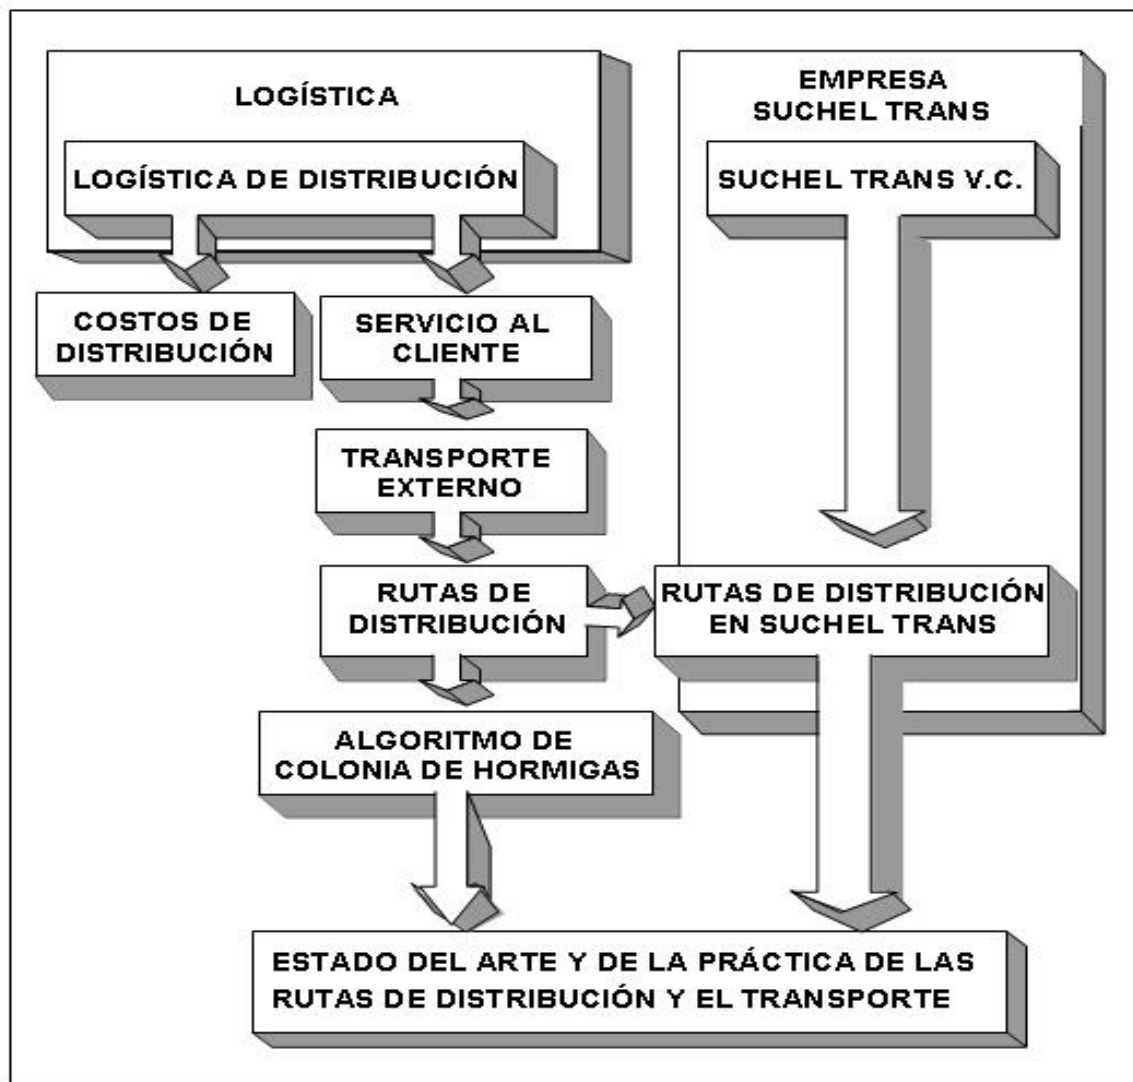 LOGÍSTICA
LOGÍSTICA DE DISTRIBUCIÓN
COSTOS DE
DISTRIBUCIÓN
SERVICIO AL
CLIENTE
TRANSPORTE
EXTERNO
RUTAS DE
DISTRIBUCIÓN
ALGORITMO DE
COLONIA DE HORMIGAS
EMPRESA
SUCHEL TRANS
SUCHEL TRANS V.C.
RUTAS DE DISTRIBUCIÓN
EN SUCHEL TRANS
ESTADO DEL ARTE Y DE LA PRÁCTICA DE LAS
RUTAS DE DISTRIBUCIÓN Y EL TRANSPORTE